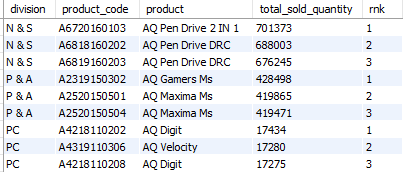 division product_code product total_sold_quantity rnk
N & S A6720160103 AQ Pen Drive 2 IN 1 701373 1
N & S A6818160202 AQ Pen Drive DRC 688003 2
N & S A6819160203 AQ Pen Drive DRC 676245 3
P & A A2319150302 AQ Gamers Ms 428498 1
P & A A2520150501 AQ Maxima Ms 419865 2
P & A A2520150504 AQ Maxima Ms 419471 3
PC A4218110202 AQ Digit 17434 1
PC A4319110306 AQ Velocity 17280 2
PC A4218110208 AQ Digit 17275 3